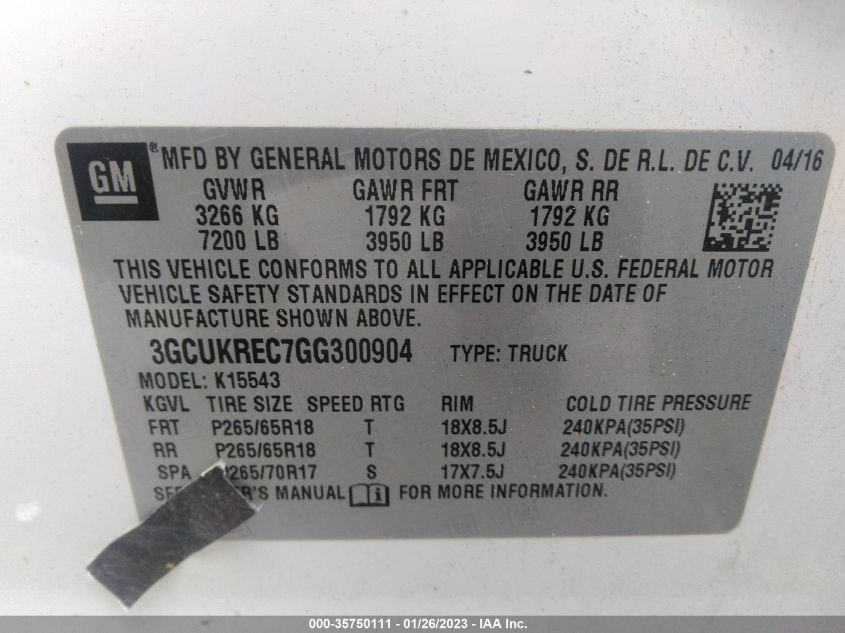 GM ® MFD BY GENERAL MOTORS DE MEXICO, S. DE R.L. DE C.V. 04/16
GVWR GAWR FRT GAWR RR
3266 KG 1792 KG 1792 KG
7200 LB 3950 LB 3950 LB
THIS VEHICLE CONFORMS TO ALL APPLICABLE U.S. FEDERAL MOTOR
VEHICLE SAFETY STANDARDS IN EFFECT ON THE DATE OF
MANUFACTURE SHOWN ABOVE.
3GCUKREC7GG300904 TYPE: TRUCK
MODEL: K15543
KGVL TIRE SIZE SPEED RTG RIM COLD TIRE PRESSURE
FRT P265/65R18 T 18X8.5J 240KPA(35PSI)
RR P265/65R18 T 18X8.5J 240KPA(35PSI)
SPA P265/70R17 S 17X7.5J 240KPA(35PSI)
MANUAL FOR MORE INFORMATION.
000-35750111 - 01/26/2023 - IAA Inc.